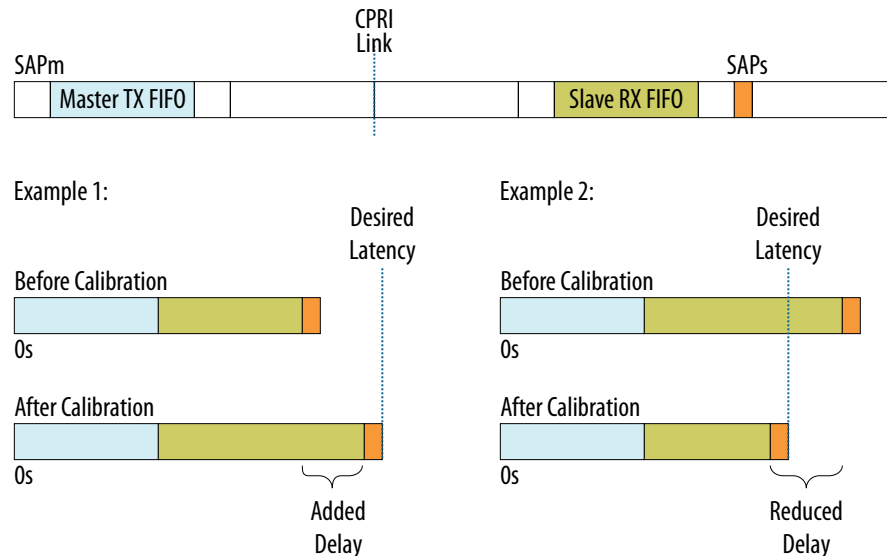 CPRI
Link
SAPm
SAPs
Master TX FIFO
Slave RX FIFO
Example 1:
Desired
Latency
Before Calibration
0s
After Calibration
0s
Added
Delay
Example 2:
Desired
Latency
Before Calibration
0s
After Calibration
0s
Reduced
Delay